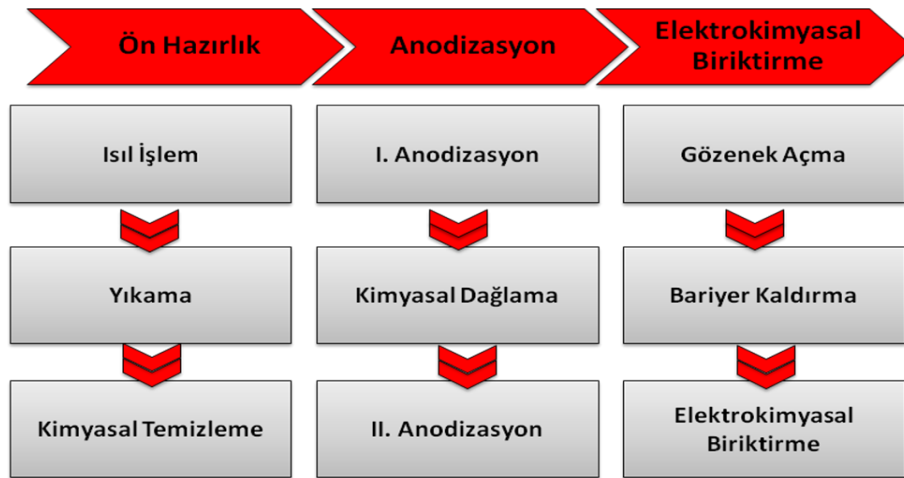 Ön Hazırlık
Anodizasyon
Elektrokimyasal
Biriktirme
Isıl İşlem
I. Anodizasyon
Gözenek Açma
Yıkama
Kimyasal Dağlama
Bariyer Kaldırma
Kimyasal Temizleme
II. Anodizasyon
Elektrokimyasal
Biriktirme